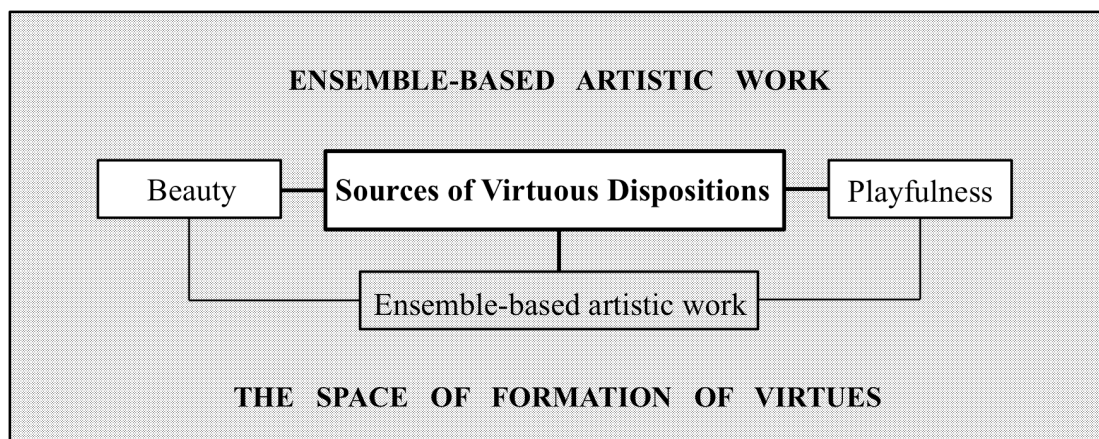 ENSEMBLE-BASED ARTISTIC WORK
Beauty
Sources of Virtuous Dispositions
Playfulness
Ensemble-based artistic work
THE SPACE OF FORMATION OF VIRTUES